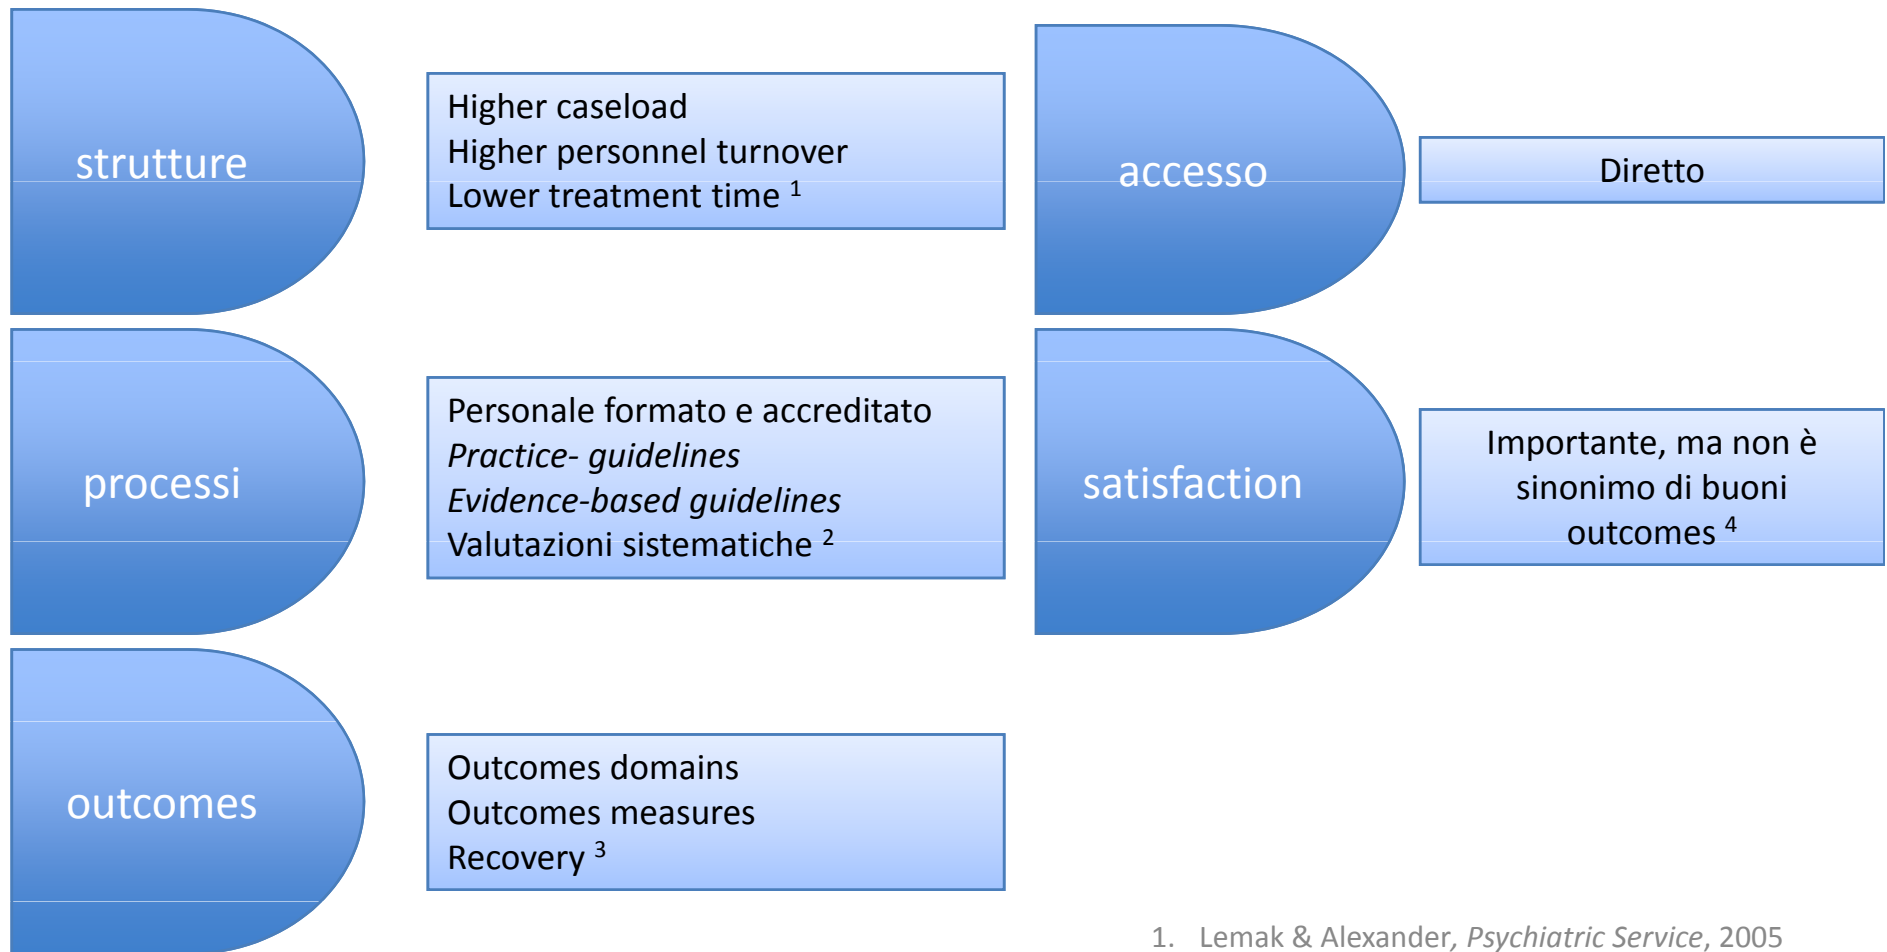 strutture
Higher caseload
Higher personnel turnover
Lower treatment time ¹
accesso
Diretto
processi
Personale formato e accreditato
Practice- guidelines
Evidence-based guidelines
Valutazioni sistematiche ²
satisfaction
Importante, ma non è
sinonimo di buoni
outcomes ⁴
outcomes
Outcomes domains
Outcomes measures
Recovery ³
1. Lemak & Alexander, Psychiatric Service, 2005